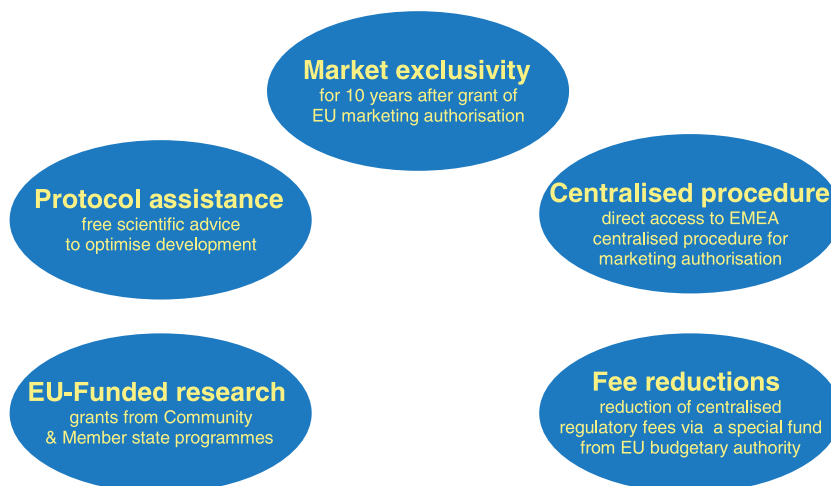 Market exclusivity
for 10 years after grant of
EU marketing authorisation
Protocol assistance
free scientific advice
to optimise development
Centralised procedure
direct access to EMEA
centralised procedure for
marketing authorisation
EU-Funded research
grants from Community
& Member state programmes
Fee reductions
reduction of centralised
regulatory fees via a special fund
from EU budgetary authority